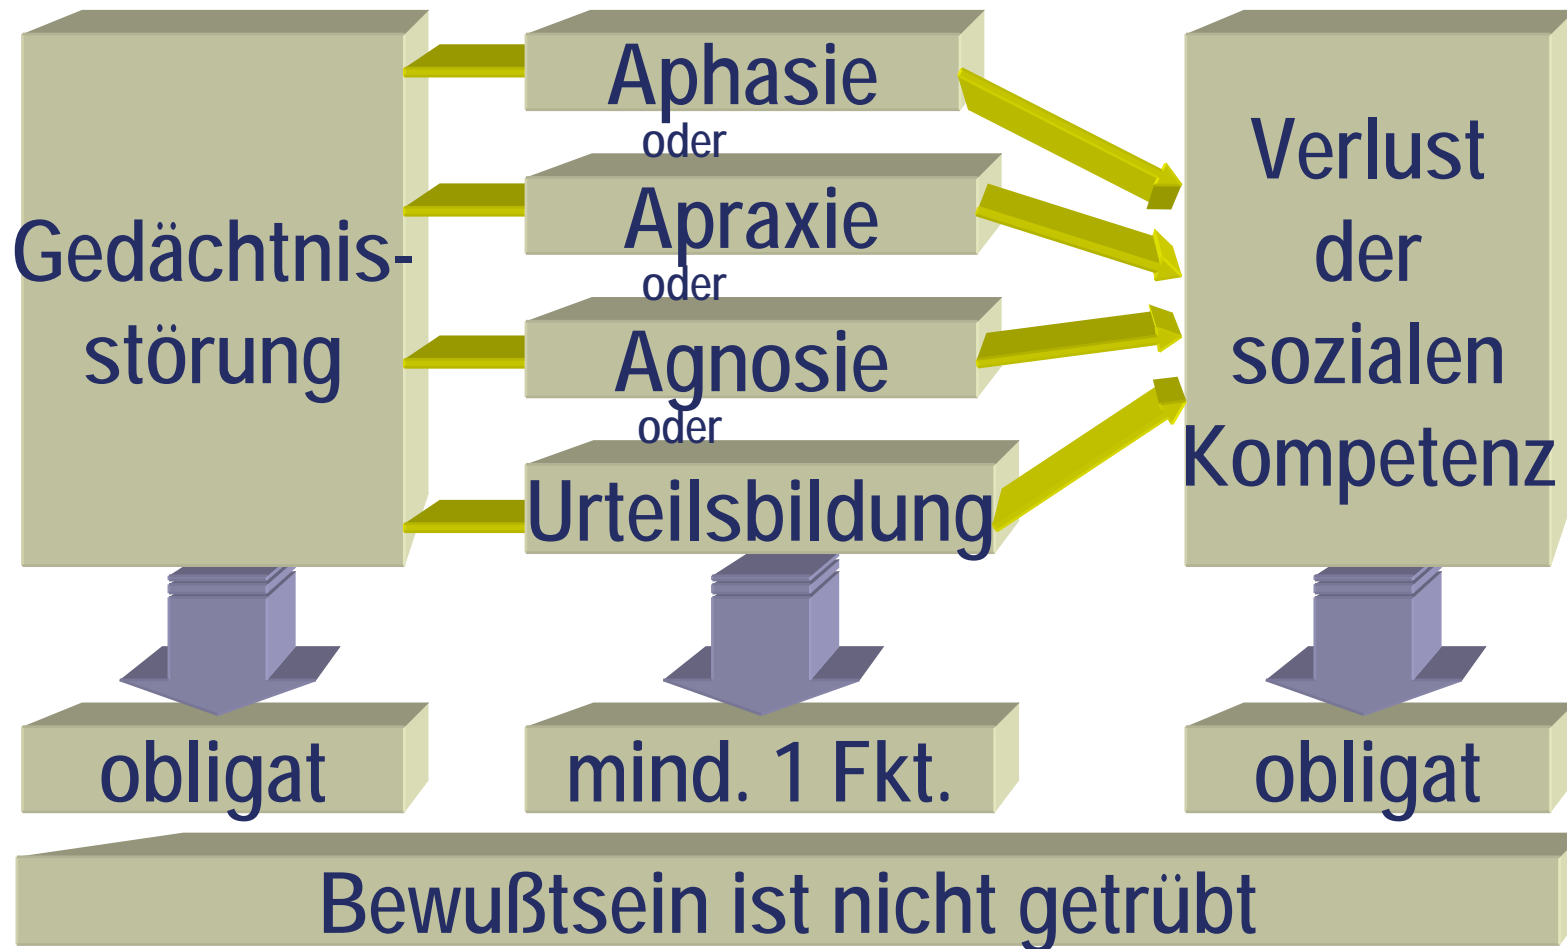 Gedächtnis-
störung
Aphasie
oder
Apraxie
oder
Agnosie
oder
Urteilsbildung
Verlust
der
sozialen
Kompetenz
obligat
mind. 1 Fkt.
obligat
Bewußtsein ist nicht getrübt